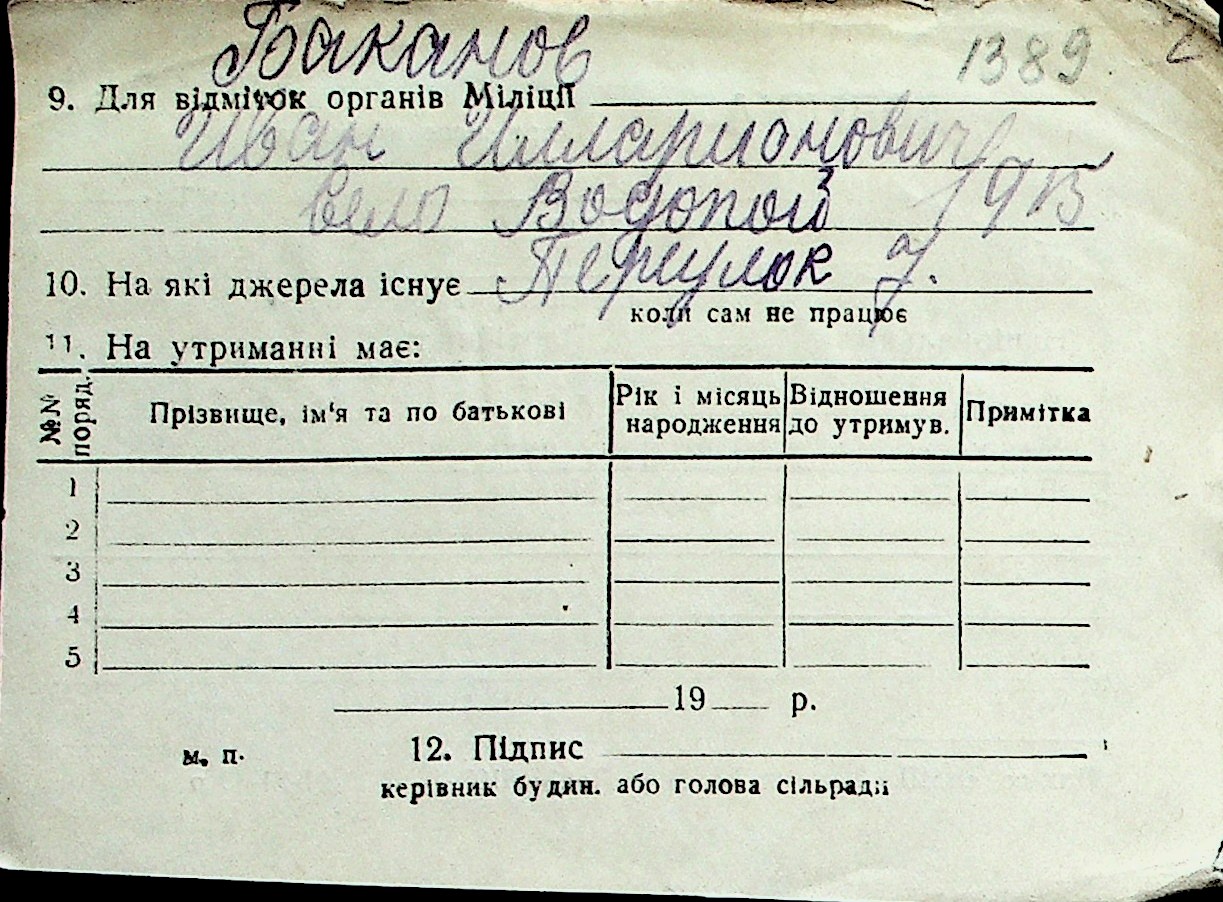 Баканов 1389 2
9. Для відміток органів Міліції
Иван Илларионович
село Водопой 1915
10. На які джерела існує Переулок 7.
коли сам не працює
11. На утриманні має:
№№ поряд. Прізвище, ім'я та по батькові Рік і місяць народження Відношення до утримув. Примітка
1
2
3
4
5
19 р.
м. п. 12. Підпис
керівник будин. або голова сільради